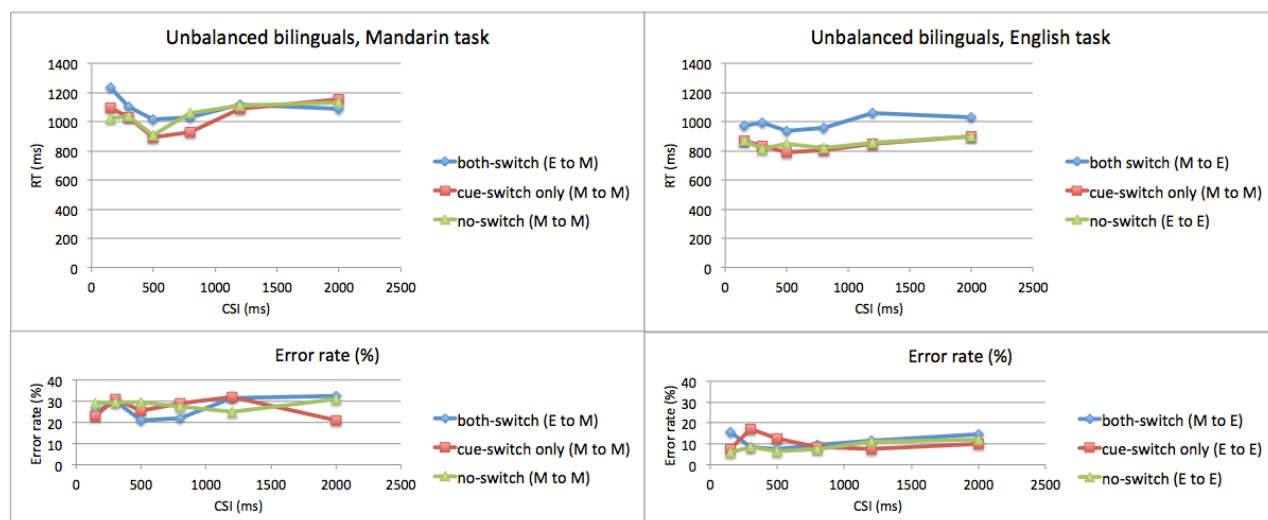 Unbalanced bilinguals, Mandarin task
1400
1200
1000
800
600
400
200
0
RT (ms)
0 500 1000 1500 2000 2500
CSI (ms)
both-switch (E to M)
cue-switch only (M to M)
no-switch (M to M)
Unbalanced bilinguals, English task
1400
1200
1000
800
600
400
200
0
RT (ms)
0 500 1000 1500 2000 2500
CSI (ms)
both switch (M to E)
cue-switch only (M to M)
no-switch (E to E)
Error rate (%)
40
30
20
10
0
Error rate (%)
0 500 1000 1500 2000 2500
CSI (ms)
both-switch (E to M)
cue-switch only (M to M)
no-switch (M to M)
Error rate (%)
40
30
20
10
0
Error rate (%)
0 500 1000 1500 2000 2500
CSI (ms)
both-switch (M to E)
cue-switch only (E to E)
no-switch (E to E)